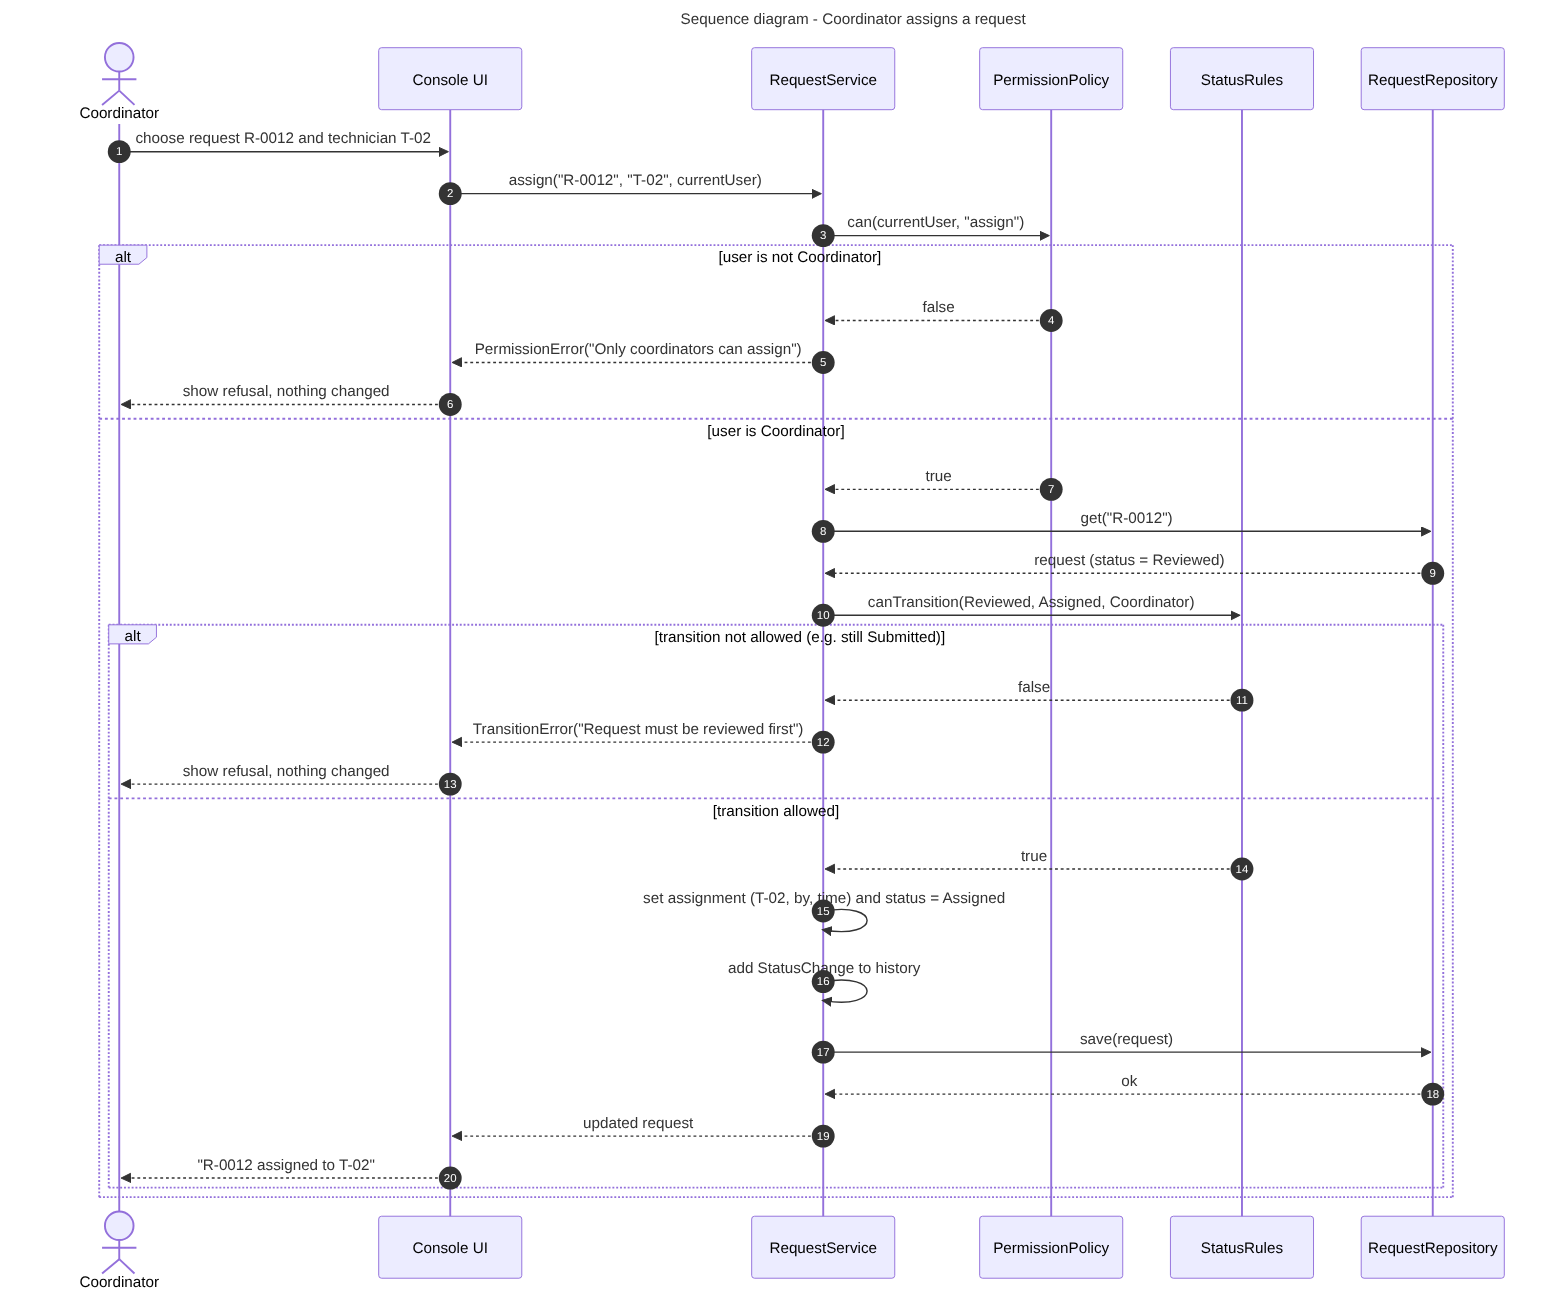 Sequence diagram - Coordinator assigns a request
Coordinator
Console UI
RequestService
PermissionPolicy
StatusRules
RequestRepository
choose request R-0012 and technician T-02
1
assign("R-0012", "T-02", currentUser)
2
can(currentUser, "assign")
3
alt
[user is not Coordinator]
false
4
PermissionError("Only coordinators can assign")
5
show refusal, nothing changed
6
[user is Coordinator]
true
7
get("R-0012")
8
request (status = Reviewed)
9
canTransition(Reviewed, Assigned, Coordinator)
10
alt
[transition not allowed (e.g. still Submitted)]
false
11
TransitionError("Request must be reviewed first")
12
show refusal, nothing changed
13
[transition allowed]
true
14
set assignment (T-02, by, time) and status = Assigned
15
add StatusChange to history
16
save(request)
17
ok
18
updated request
19
"R-0012 assigned to T-02"
20
Coordinator
Console UI
RequestService
PermissionPolicy
StatusRules
RequestRepository